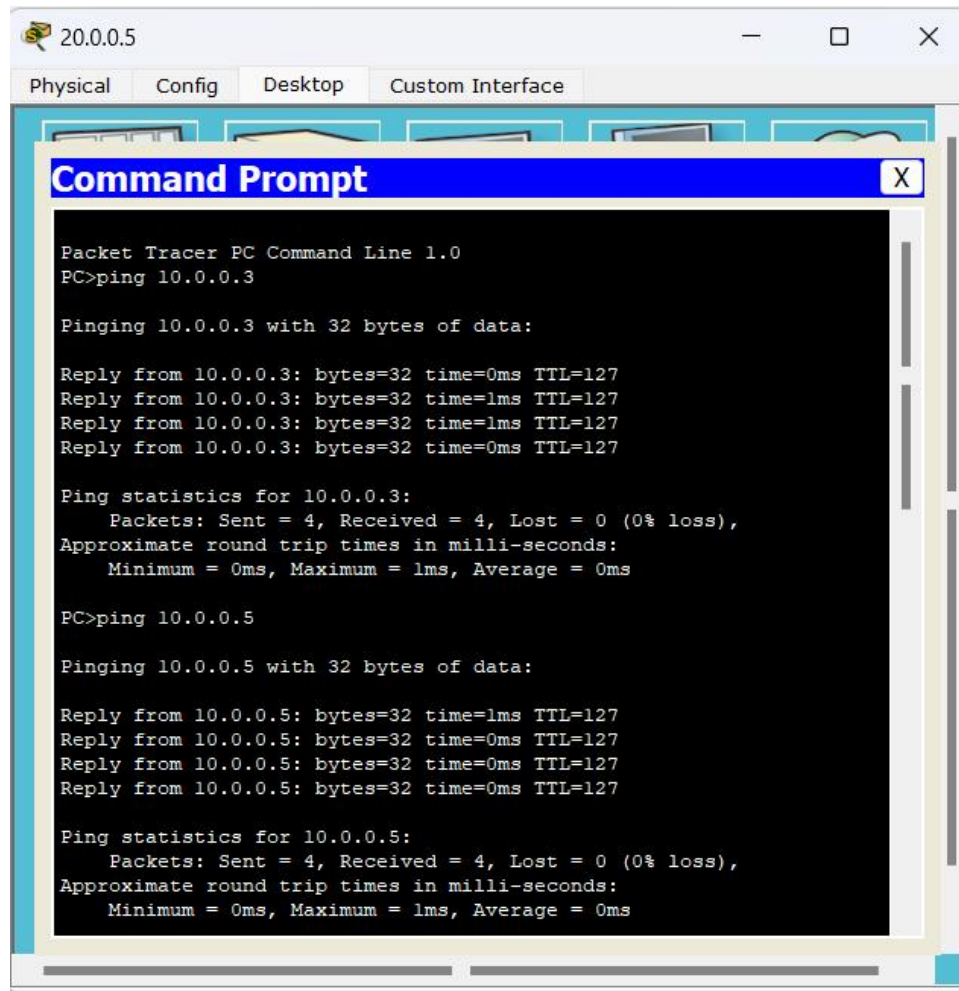 20.0.0.5
Physical Config Desktop Custom Interface
Command Prompt X
Packet Tracer PC Command Line 1.0
PC>ping 10.0.0.3
Pinging 10.0.0.3 with 32 bytes of data:
Reply from 10.0.0.3: bytes=32 time=0ms TTL=127
Reply from 10.0.0.3: bytes=32 time=1ms TTL=127
Reply from 10.0.0.3: bytes=32 time=1ms TTL=127
Reply from 10.0.0.3: bytes=32 time=0ms TTL=127
Ping statistics for 10.0.0.3:
Packets: Sent = 4, Received = 4, Lost = 0 (0% loss),
Approximate round trip times in milli-seconds:
Minimum = 0ms, Maximum = 1ms, Average = 0ms
PC>ping 10.0.0.5
Pinging 10.0.0.5 with 32 bytes of data:
Reply from 10.0.0.5: bytes=32 time=1ms TTL=127
Reply from 10.0.0.5: bytes=32 time=0ms TTL=127
Reply from 10.0.0.5: bytes=32 time=0ms TTL=127
Reply from 10.0.0.5: bytes=32 time=0ms TTL=127
Ping statistics for 10.0.0.5:
Packets: Sent = 4, Received = 4, Lost = 0 (0% loss),
Approximate round trip times in milli-seconds:
Minimum = 0ms, Maximum = 1ms, Average = 0ms